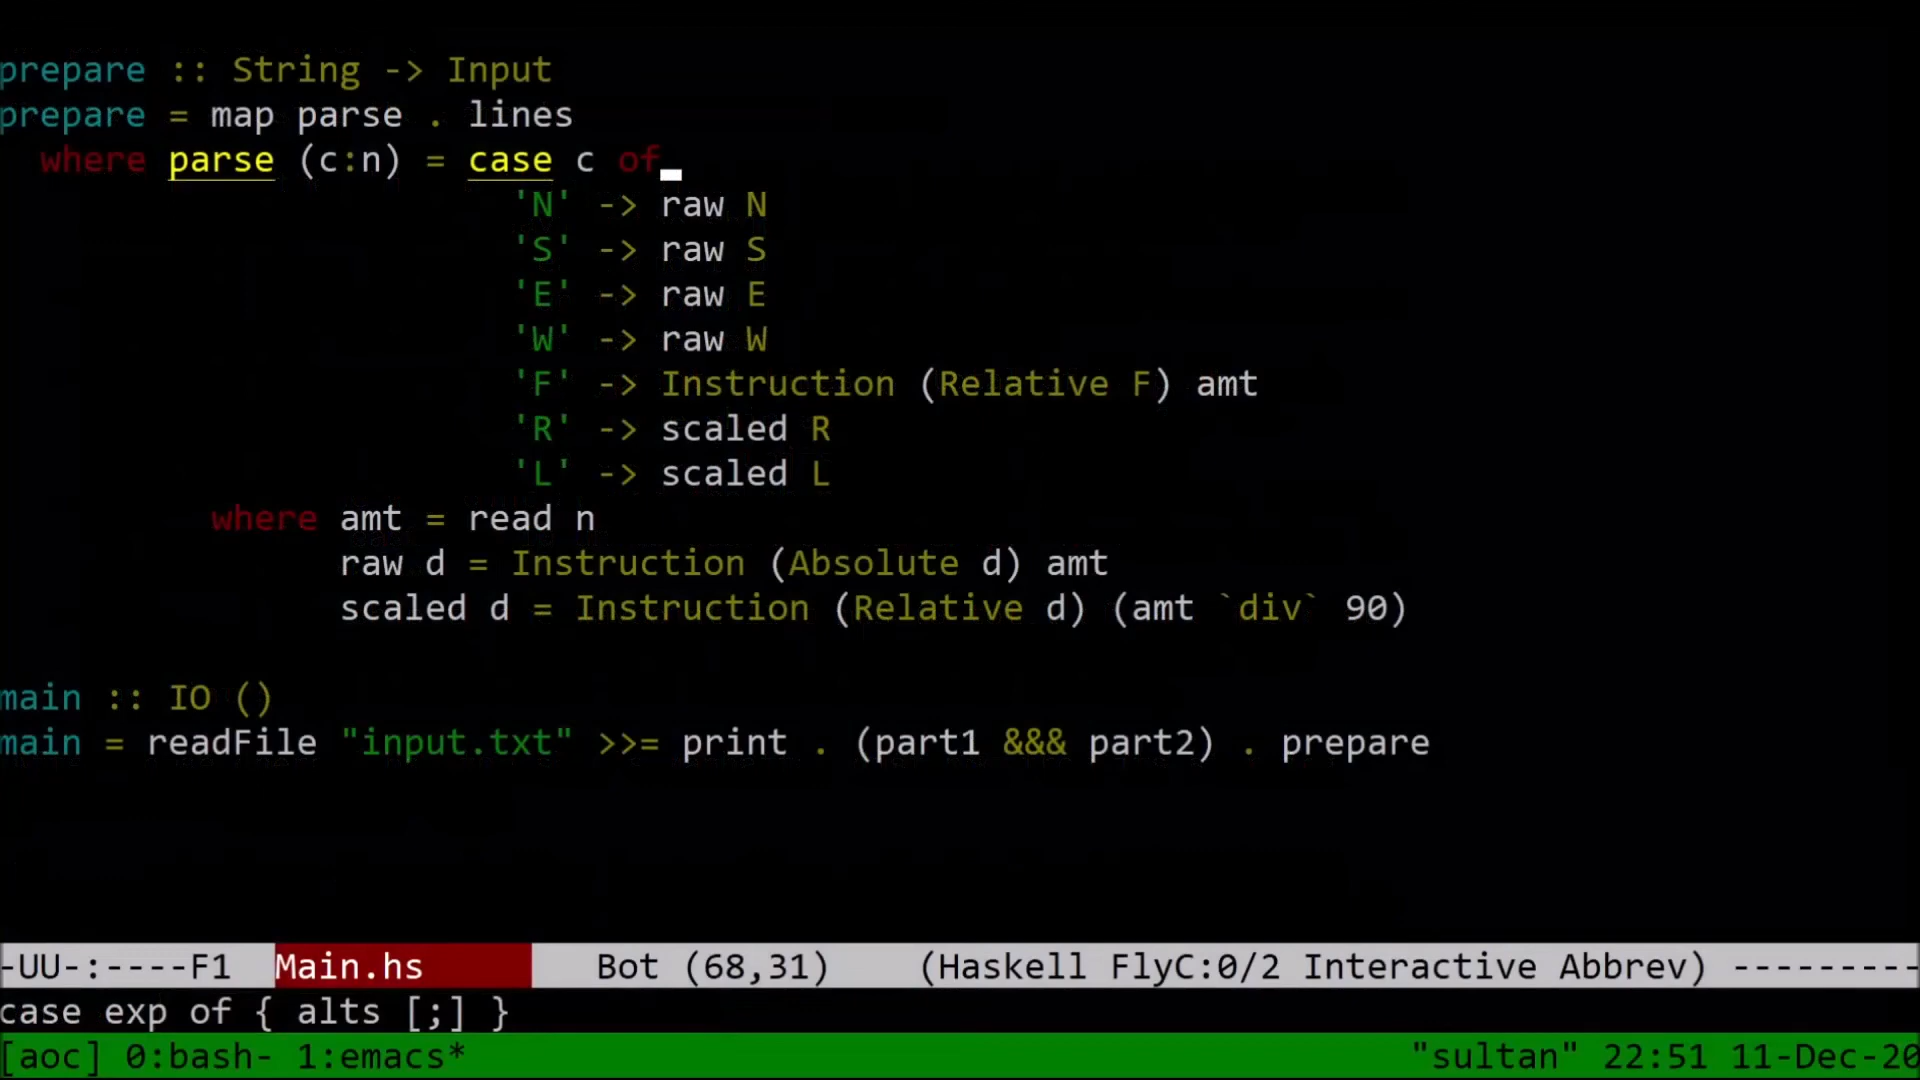 prepare :: String -> Input
prepare = map parse . lines
  where parse (c:n) = case c of
                        'N' -> raw N
                        'S' -> raw S
                        'E' -> raw E
                        'W' -> raw W
                        'F' -> Instruction (Relative F) amt
                        'R' -> scaled R
                        'L' -> scaled L
          where amt = read n
                raw d = Instruction (Absolute d) amt
                scaled d = Instruction (Relative d) (amt `div` 90)
main :: IO ()
main = readFile "input.txt" >>= print . (part1 &&& part2) . prepare
-UU-:----F1  Main.hs        Bot (68,31)    (Haskell FlyC:0/2 Interactive Abbrev) ---------
case exp of { alts [;] }
[aoc] 0:bash- 1:emacs* "sultan" 22:51 11-Dec-20